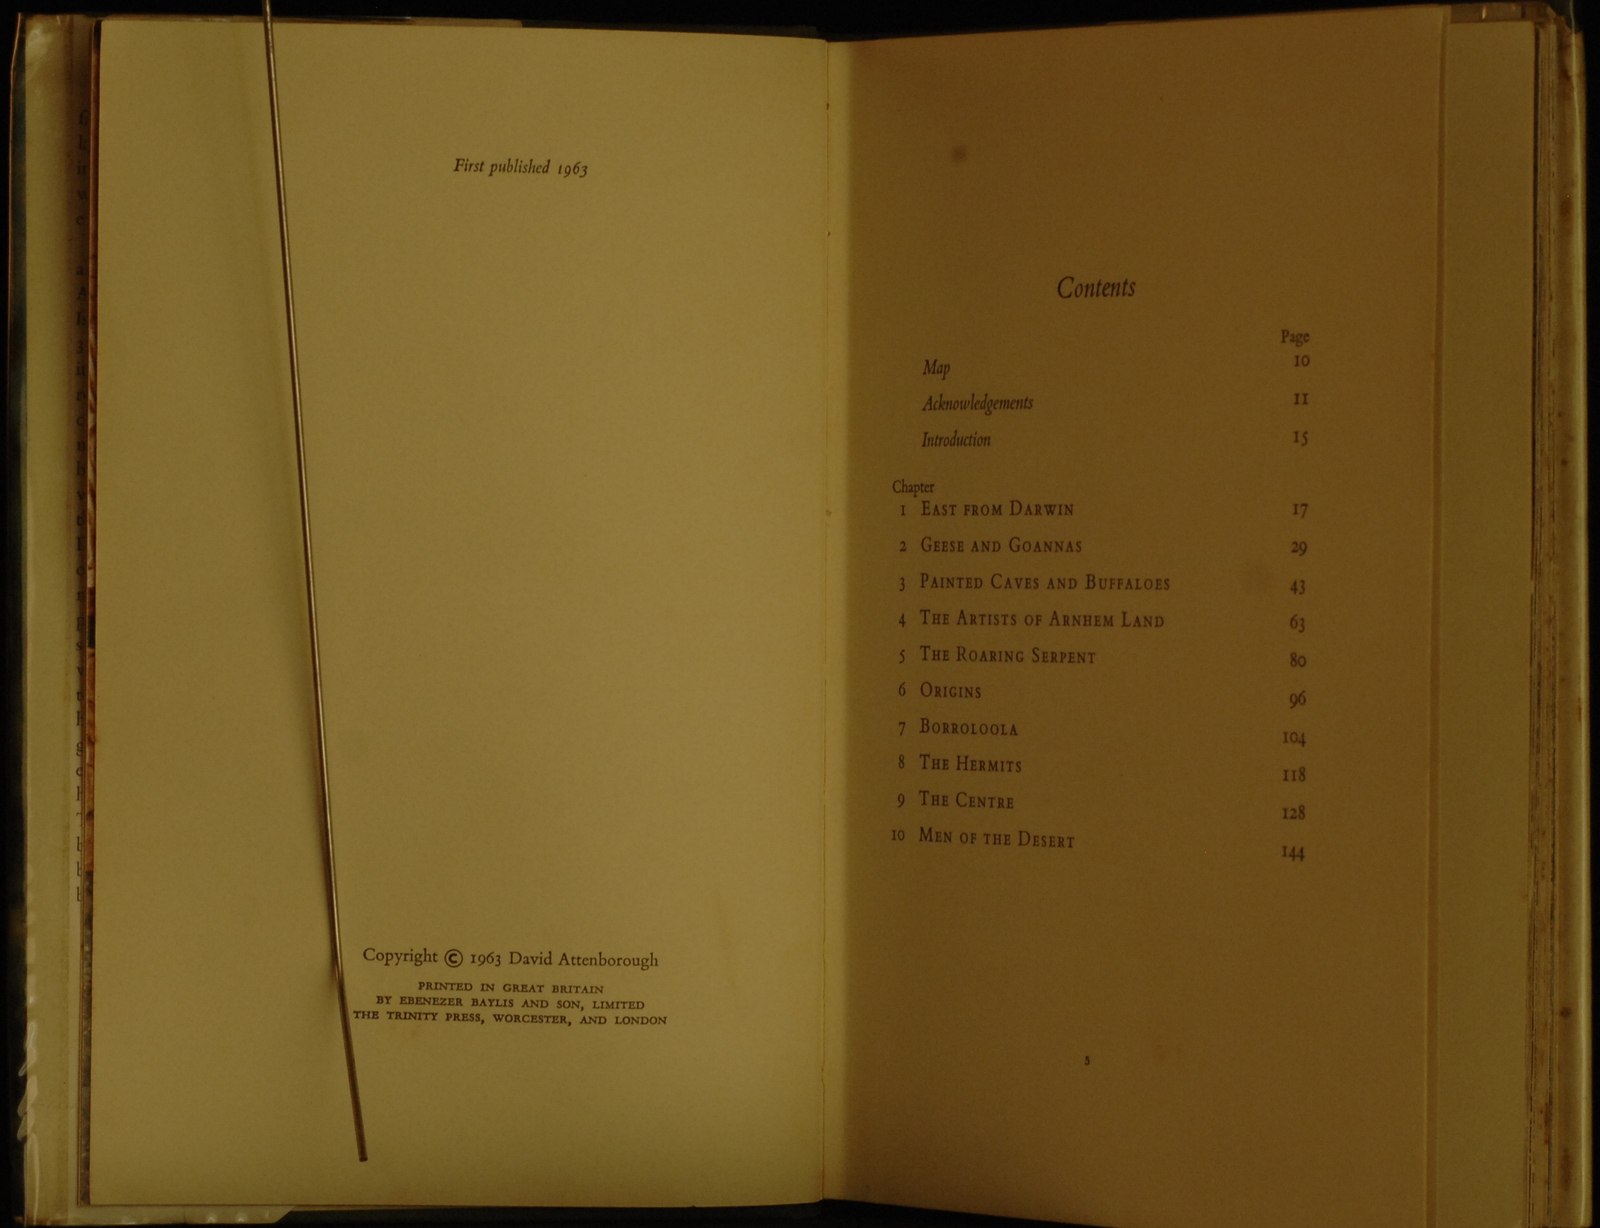 First published 1963
Copyright © 1963 David Attenborough
PRINTED IN GREAT BRITAIN
BY EBENEZER BAYLIS AND SON, LIMITED
THE TRINITY PRESS, WORCESTER, AND LONDON
Contents
Page
Map 10
Acknowledgements 11
Introduction 15
Chapter
1 EAST FROM DARWIN 17
2 GEESE AND GOANNAS 29
3 PAINTED CAVES AND BUFFALOES 43
4 THE ARTISTS OF ARNHEM LAND 63
5 THE ROARING SERPENT 80
6 ORIGINS 96
7 BORROLOOLA 104
8 THE HERMITS 118
9 THE CENTRE 128
10 MEN OF THE DESERT 144
5